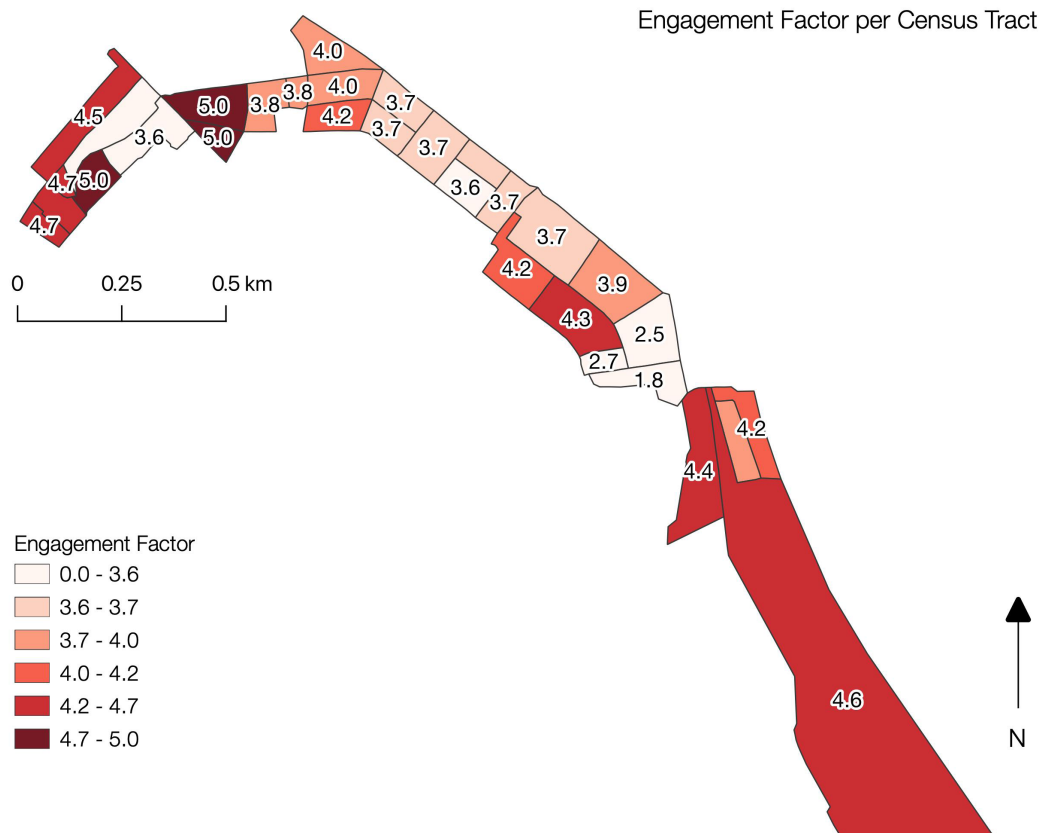 Engagement Factor per Census Tract
4.0
4.0
3.8
3.8
5.0
4.2
3.7
4.5
5.0
3.7
3.6
3.7
5.0
4.7
3.6
3.7
4.7
3.7
4.2
3.9
0 0.25 0.5 km
4.3
2.5
2.7
1.8
4.2
4.4
Engagement Factor
0.0 - 3.6
3.6 - 3.7
3.7 - 4.0
4.0 - 4.2
4.2 - 4.7
4.7 - 5.0
4.6
N